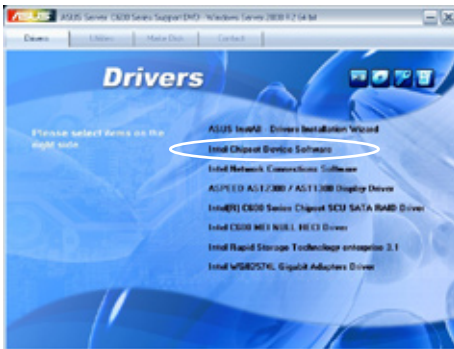 ASUS ASUS Server C600 Series Support DVD Windows Server 2008 R2 64 bit
Drivers Utilities Make Disk Contact
Drivers
Please select items on the right side.
ASUS InstAll - Drivers Installation Wizard
Intel Chipset Device Software
Intel Network Connections Software
ASPEED AST2300 / AST1300 Display Driver
Intel(R) C600 Series Chipset SCU SATA RAID Driver
Intel C600 MEI NULL HECI Driver
Intel Rapid Storage Technology enterprise 3.1
Intel WG82574L Gigabit Adapters Driver